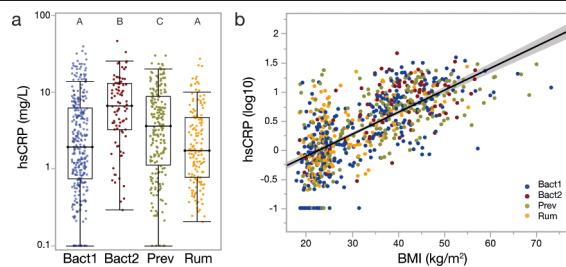 a
A B C A
100
10
1
0.1
hsCRP (mg/L)
Bact1 Bact2 Prev Rum
b
2
1.5
1
0.5
0
-0.5
-1
hsCRP (log10)
Bact1
Bact2
Prev
Rum
20 30 40 50 60 70
BMI (kg/m²)